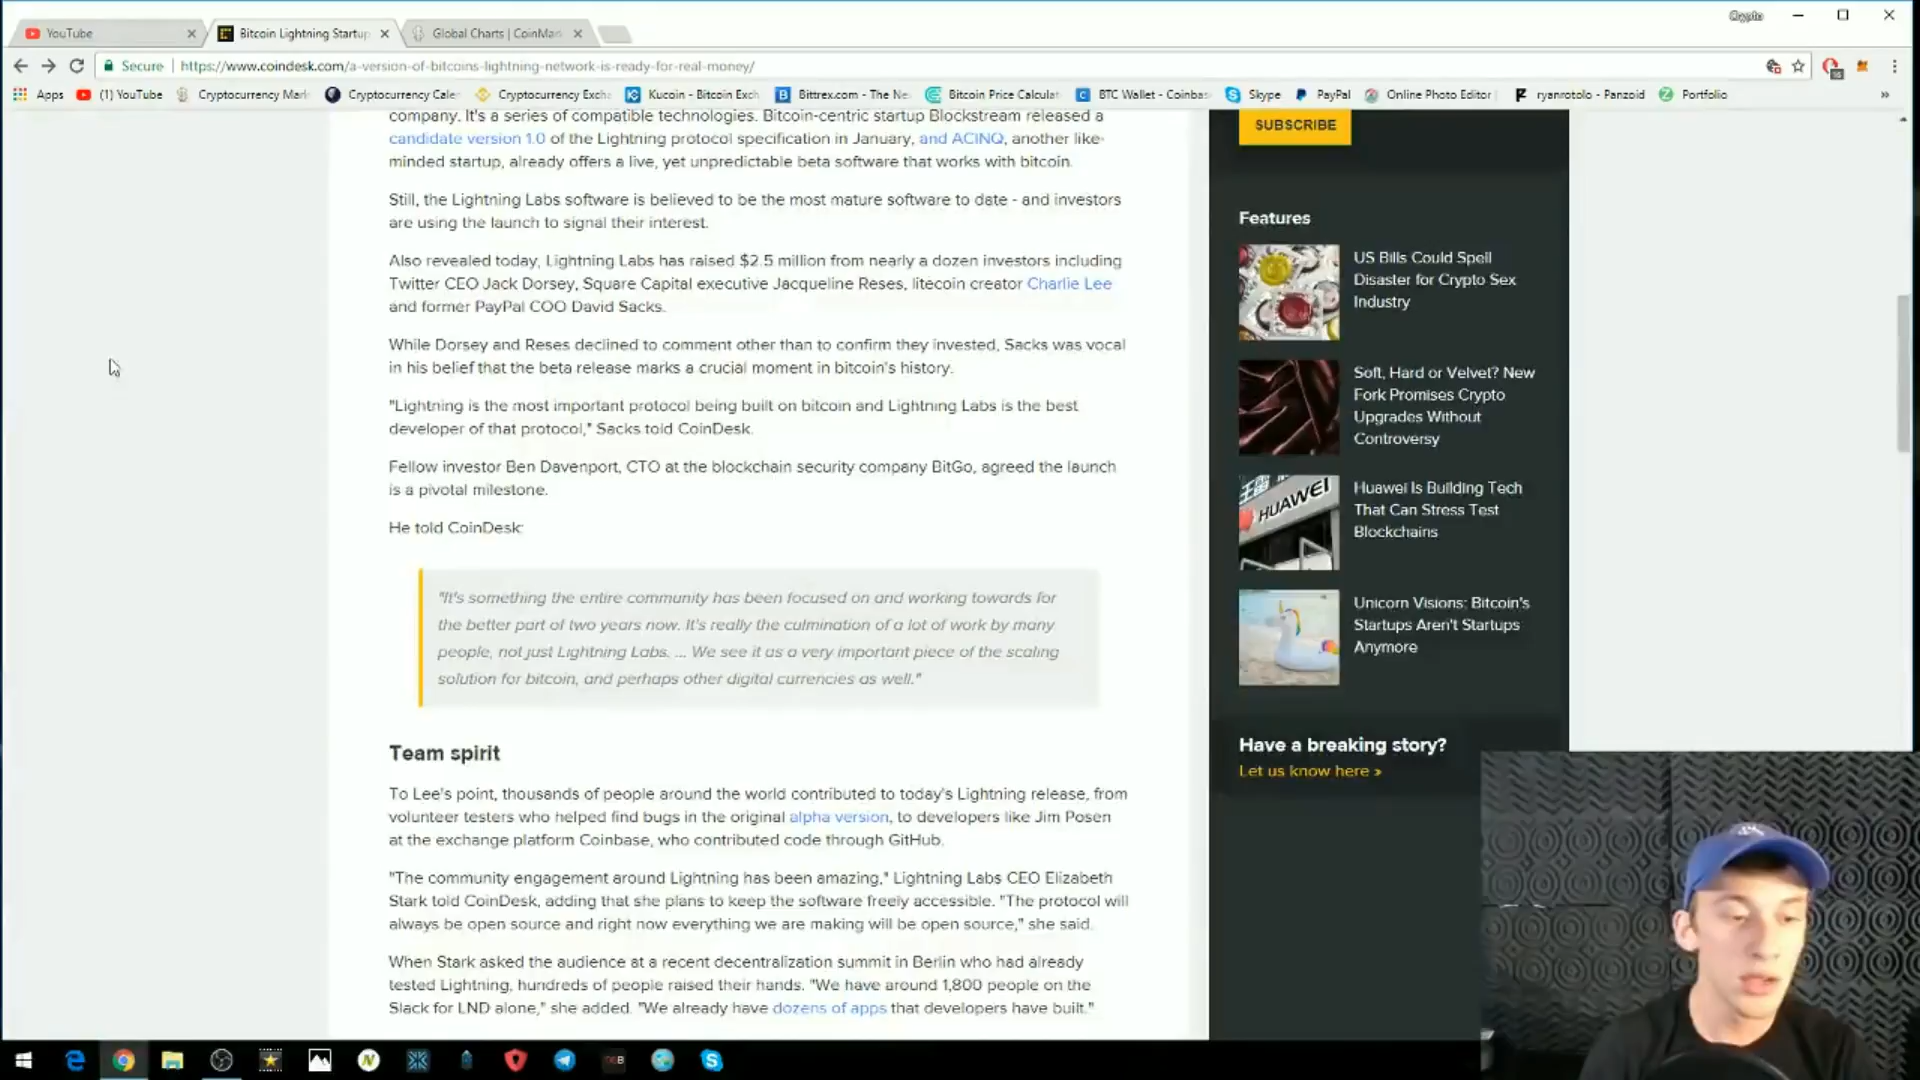 YouTube
Bitcoin Lightning Startup
Global Charts | CoinMar
Crypto
Secure
https://www.coindesk.com/a-version-of-bitcoins-lightning-network-is-ready-for-real-money/
Apps
(1) YouTube
Cryptocurrency Mark
Cryptocurrency Cale
Cryptocurrency Exch
Kucoin - Bitcoin Exch
Bittrex.com - The Ne
Bitcoin Price Calculat
BTC Wallet - Coinbas
Skype
PayPal
Online Photo Editor
ryanrotolo - Panzoid
Portfolio
»
company. It's a series of compatible technologies. Bitcoin-centric startup Blockstream released a
candidate version 1.0 of the Lightning protocol specification in January, and ACINQ, another like-
minded startup, already offers a live, yet unpredictable beta software that works with bitcoin.
Still, the Lightning Labs software is believed to be the most mature software to date - and investors
are using the launch to signal their interest.
Also revealed today, Lightning Labs has raised $2.5 million from nearly a dozen investors including
Twitter CEO Jack Dorsey, Square Capital executive Jacqueline Reses, litecoin creator Charlie Lee
and former PayPal COO David Sacks.
While Dorsey and Reses declined to comment other than to confirm they invested, Sacks was vocal
in his belief that the beta release marks a crucial moment in bitcoin's history.
"Lightning is the most important protocol being built on bitcoin and Lightning Labs is the best
developer of that protocol," Sacks told CoinDesk.
Fellow investor Ben Davenport, CTO at the blockchain security company BitGo, agreed the launch
is a pivotal milestone.
He told CoinDesk:
"It's something the entire community has been focused on and working towards for
the better part of two years now. It's really the culmination of a lot of work by many
people, not just Lightning Labs. ... We see it as a very important piece of the scaling
solution for bitcoin, and perhaps other digital currencies as well."
Team spirit
To Lee's point, thousands of people around the world contributed to today's Lightning release, from
volunteer testers who helped find bugs in the original alpha version, to developers like Jim Posen
at the exchange platform Coinbase, who contributed code through GitHub.
"The community engagement around Lightning has been amazing," Lightning Labs CEO Elizabeth
Stark told CoinDesk, adding that she plans to keep the software freely accessible. "The protocol will
always be open source and right now everything we are making will be open source," she said.
When Stark asked the audience at a recent decentralization summit in Berlin who had already
tested Lightning, hundreds of people raised their hands. "We have around 1,800 people on the
Slack for LND alone," she added. "We already have dozens of apps that developers have built."
SUBSCRIBE
Features
US Bills Could Spell
Disaster for Crypto Sex
Industry
Soft, Hard or Velvet? New
Fork Promises Crypto
Upgrades Without
Controversy
HUAWEI
Huawei Is Building Tech
That Can Stress Test
Blockchains
Unicorn Visions: Bitcoin's
Startups Aren't Startups
Anymore
Have a breaking story?
Let us know here »